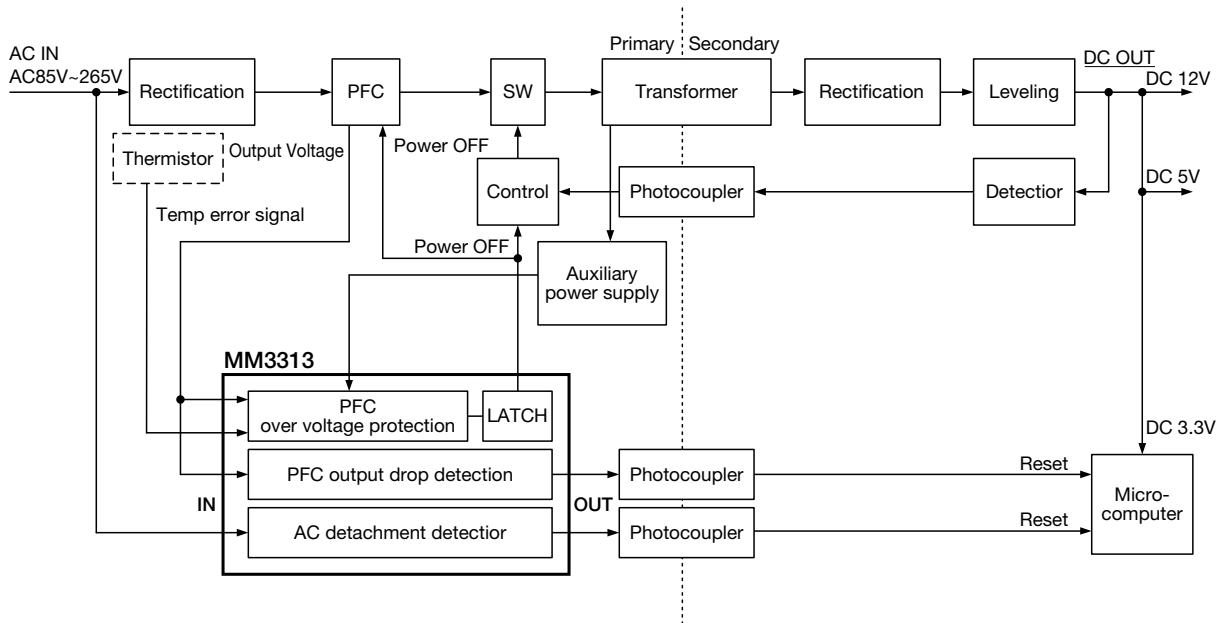 AC IN
AC85V~265V
Primary
Secondary
DC OUT
DC 12V
Rectification
PFC
SW
Transformer
Rectification
Leveling
Thermistor
Output Voltage
Power OFF
Control
Photocoupler
Detectior
DC 5V
Temp error signal
Power OFF
Auxiliary
power supply
MM3313
PFC
over voltage protection
LATCH
DC 3.3V
PFC output drop detection
Photocoupler
Reset
IN
OUT
Micro-
computer
AC detachment detectior
Photocoupler
Reset